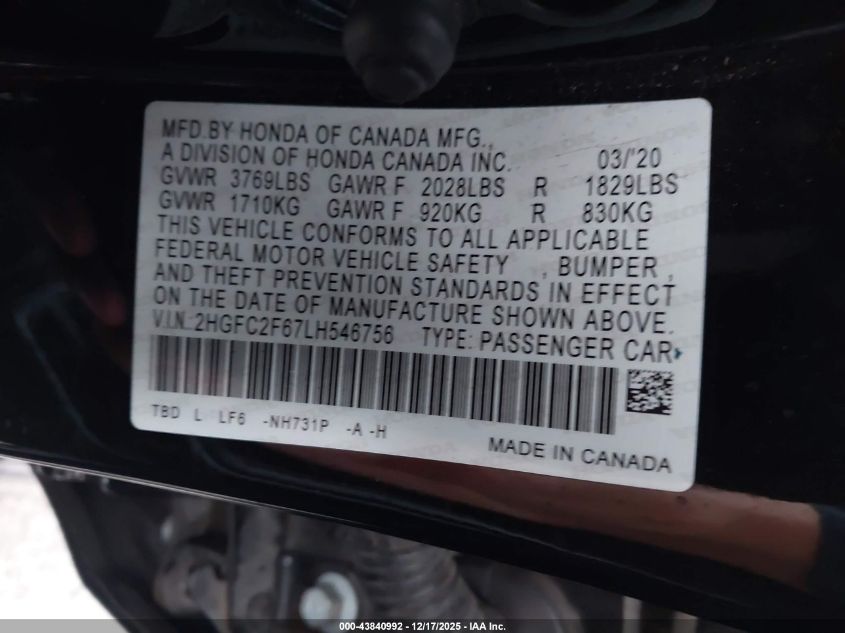 MFD.BY HONDA OF CANADA MFG.,
A DIVISION OF HONDA CANADA INC. 03/'20
GVWR 3769LBS GAWR F 2028LBS R 1829LBS
GVWR 1710KG GAWR F 920KG R 830KG
THIS VEHICLE CONFORMS TO ALL APPLICABLE
FEDERAL MOTOR VEHICLE SAFETY , BUMPER ,
AND THEFT PREVENTION STANDARDS IN EFFECT
ON THE DATE OF MANUFACTURE SHOWN ABOVE.
V.I.N.:2HGFC2F67LH546756 TYPE: PASSENGER CAR
TBD L LF6 -NH731P -A -H
MADE IN CANADA
000-43840992 - 12/17/2025 - IAA Inc.